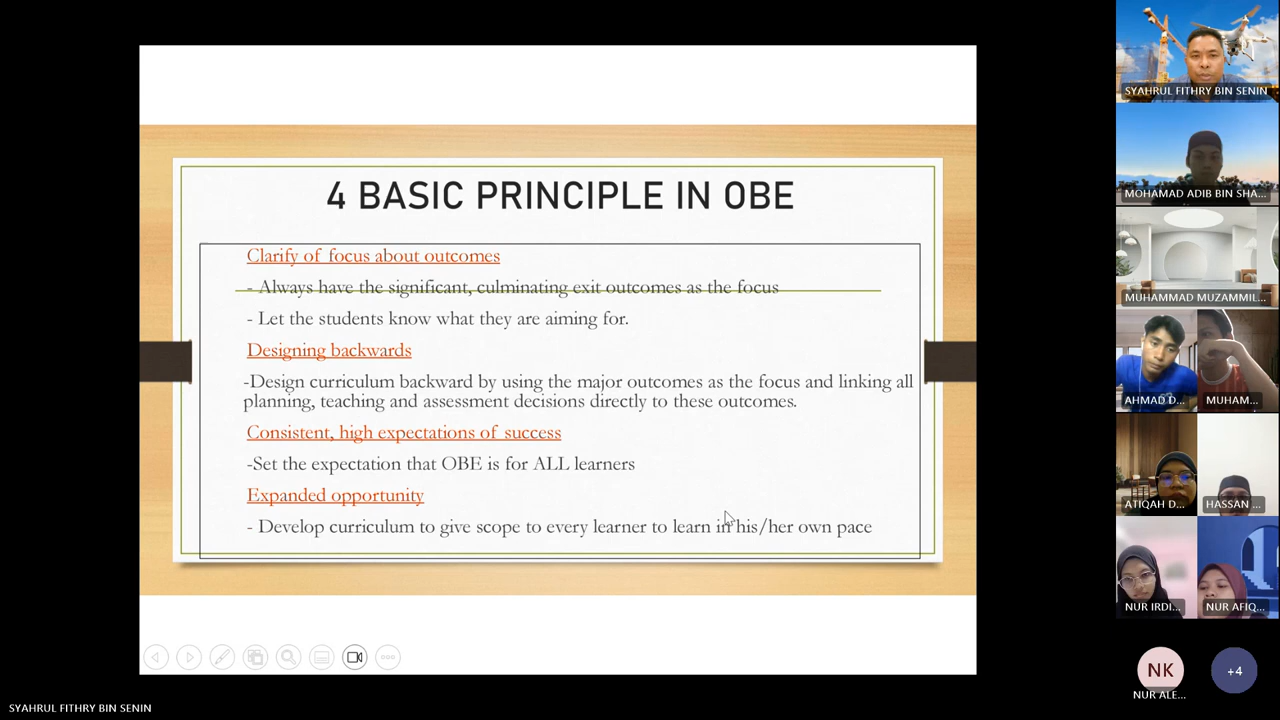 4 BASIC PRINCIPLE IN OBE
Clarify of focus about outcomes
- Always have the significant, culminating exit outcomes as the focus
- Let the students know what they are aiming for.
Designing backwards
-Design curriculum backward by using the major outcomes as the focus and linking all
planning, teaching and assessment decisions directly to these outcomes.
Consistent, high expectations of success
-Set the expectation that OBE is for ALL learners
Expanded opportunity
- Develop curriculum to give scope to every learner to learn in his/her own pace
SYAHRUL FITHRY BIN SENIN
MOHAMAD ADIB BIN SHA...
MUHAMMAD MUZAMMIL...
AHMAD D...
MUHAM...
ATIQAH D...
HASSAN ...
NUR IRDI...
NUR AFIQ...
NK
+4
NUR ALE...
SYAHRUL FITHRY BIN SENIN